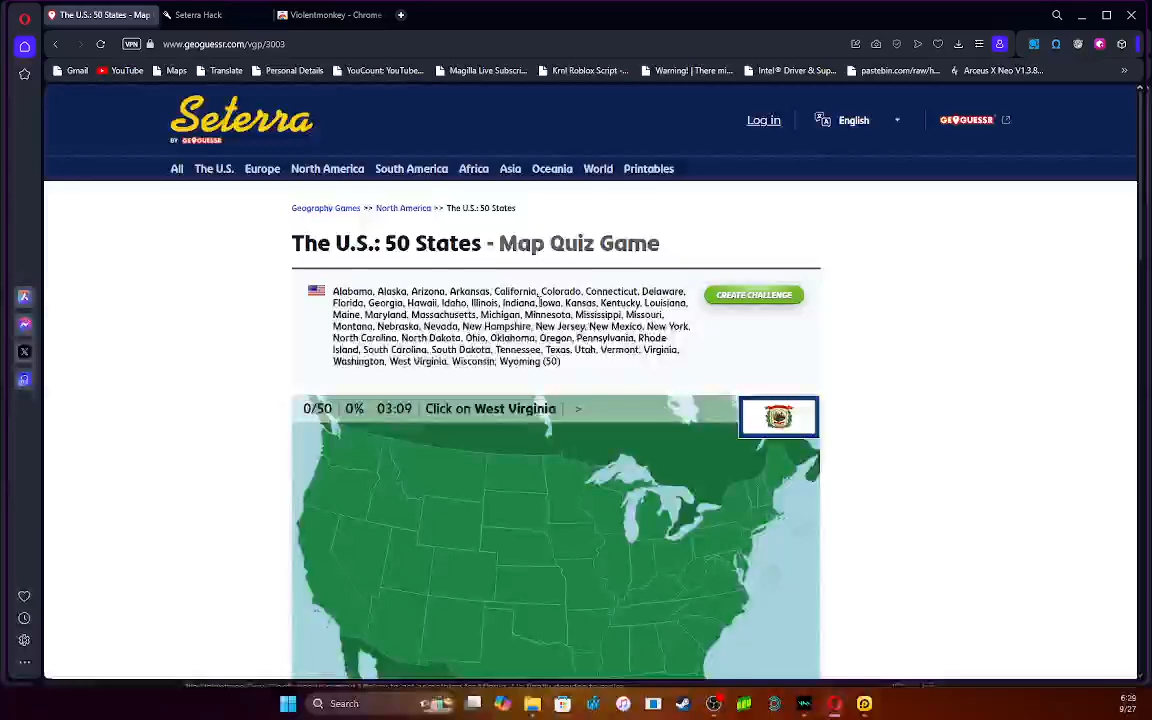 The U.S.: 50 States - Map
Seterra Hack
Violentmonkey - Chrome
VPN
www.geoguessr.com/vgp/3003
Gmail
YouTube
Maps
Translate
Personal Details
YouCount: YouTube...
Magilla Live Subscri...
Krnl Roblox Script -...
Warning! | There mi...
Intel® Driver & Sup...
pastebin.com/raw/h...
Arceus X Neo V1.3.8...
Seterra
BY GEOGUESSR
Log in
English
GEOGUESSR
All The U.S. Europe North America South America Africa Asia Oceania World Printables
Geography Games >> North America >> The U.S.: 50 States
The U.S.: 50 States - Map Quiz Game
Alabama, Alaska, Arizona, Arkansas, California, Colorado, Connecticut, Delaware,
Florida, Georgia, Hawaii, Idaho, Illinois, Indiana, Iowa, Kansas, Kentucky, Louisiana,
Maine, Maryland, Massachusetts, Michigan, Minnesota, Mississippi, Missouri,
Montana, Nebraska, Nevada, New Hampshire, New Jersey, New Mexico, New York,
North Carolina, North Dakota, Ohio, Oklahoma, Oregon, Pennsylvania, Rhode
Island, South Carolina, South Dakota, Tennessee, Texas, Utah, Vermont, Virginia,
Washington, West Virginia, Wisconsin, Wyoming (50)
CREATE CHALLENGE
0/50 | 0% 03:09 | Click on West Virginia | >
Search
6:29
9/27